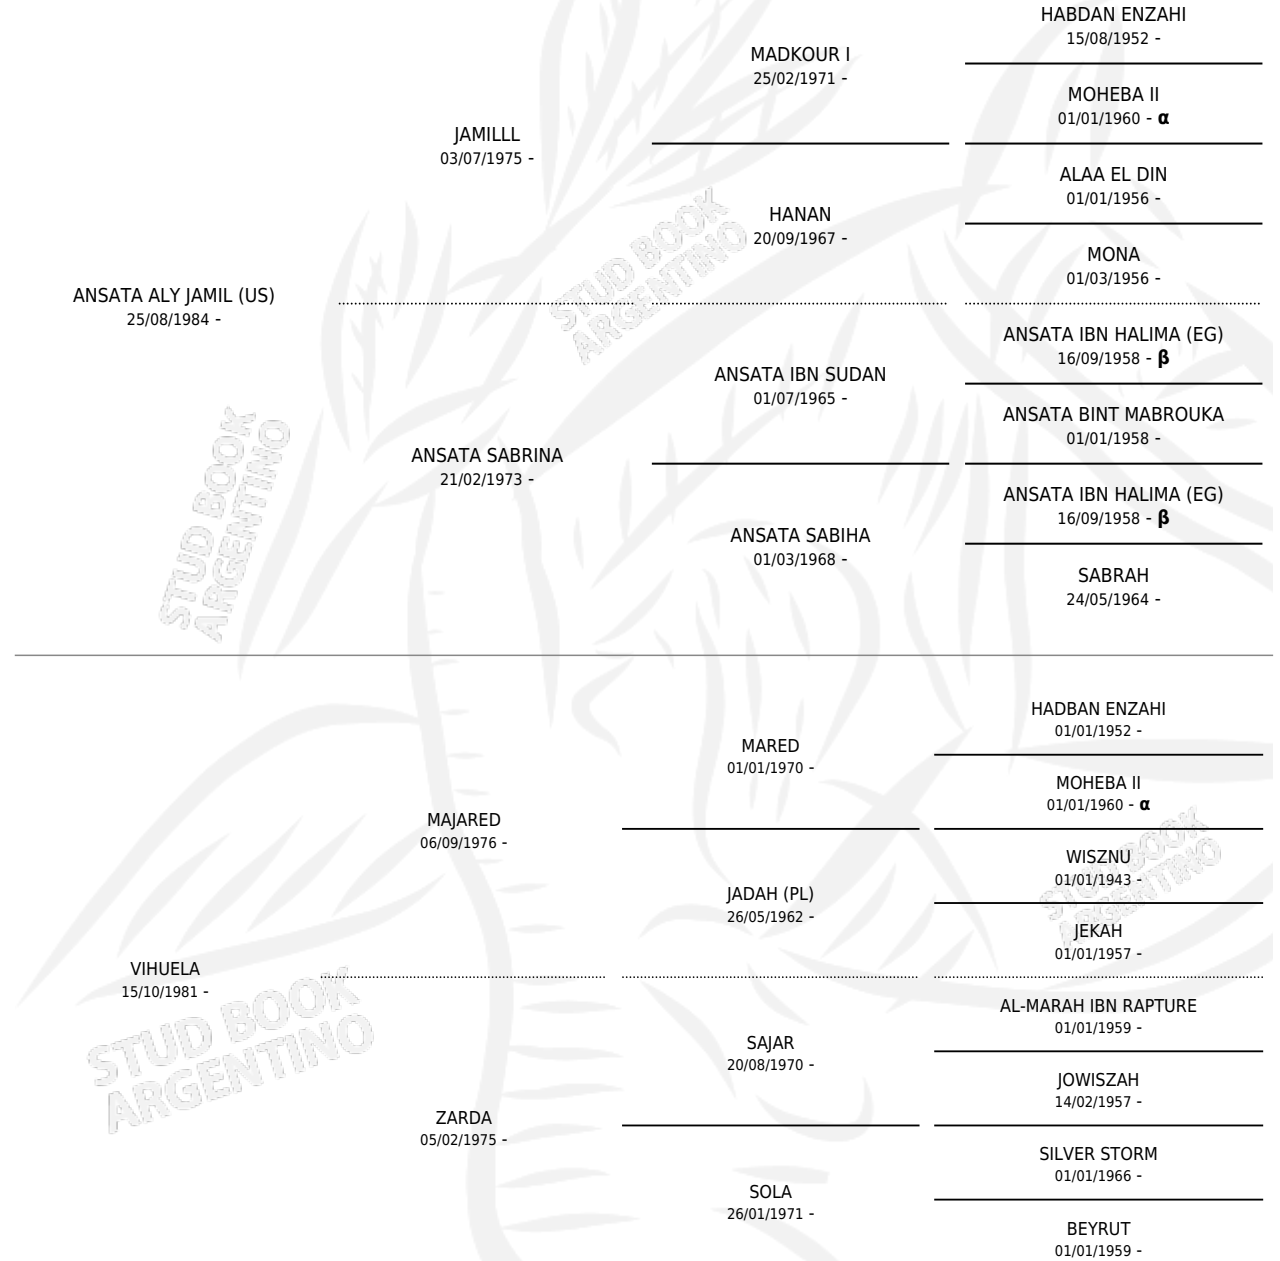 HABDAN ENZAHI
15/08/1952 -
MADKOUR I
25/02/1971 -
MOHEBA II
01/01/1960 - α
JAMILLL
03/07/1975 -
ALAA EL DIN
01/01/1956 -
HANAN
20/09/1967 -
MONA
01/03/1956 -
ANSATA ALY JAMIL (US)
25/08/1984 -
ANSATA IBN HALIMA (EG)
16/09/1958 - β
ANSATA IBN SUDAN
01/07/1965 -
ANSATA BINT MABROUKA
01/01/1958 -
ANSATA SABRINA
21/02/1973 -
ANSATA IBN HALIMA (EG)
16/09/1958 - β
ANSATA SABIHA
01/03/1968 -
SABRAH
24/05/1964 -
HADBAN ENZAHI
01/01/1952 -
MARED
01/01/1970 -
MOHEBA II
01/01/1960 - α
MAJARED
06/09/1976 -
WISZNU
01/01/1943 -
JADAH (PL)
26/05/1962 -
JEKAH
01/01/1957 -
VIHUELA
15/10/1981 -
AL-MARAH IBN RAPTURE
01/01/1959 -
SAJAR
20/08/1970 -
JOWISZAH
14/02/1957 -
ZARDA
05/02/1975 -
SILVER STORM
01/01/1966 -
SOLA
26/01/1971 -
BEYRUT
01/01/1959 -
STUD BOOK
ARGENTINO
STUD BOOK
ARGENTINO
STUD BOOK
ARGENTINO
STUD BOOK
ARGENTINO